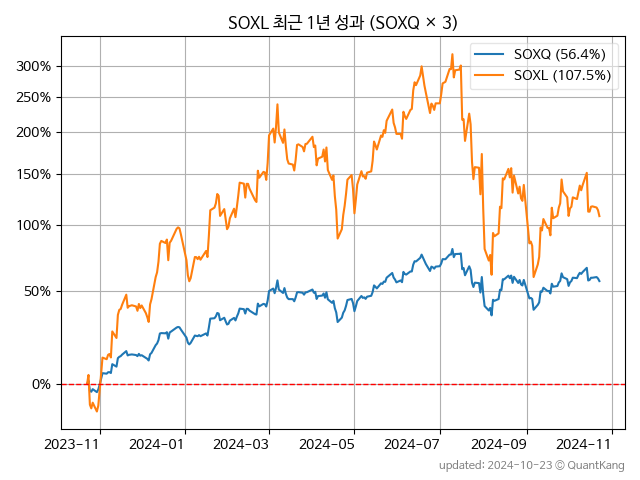 SOXL 최근 1년 성과 (SOXQ × 3)
SOXQ (56.4%)
SOXL (107.5%)
300%
250%
200%
150%
100%
50%
0%
2023-11 2024-01 2024-03 2024-05 2024-07 2024-09 2024-11
updated: 2024-10-23 © QuantKang